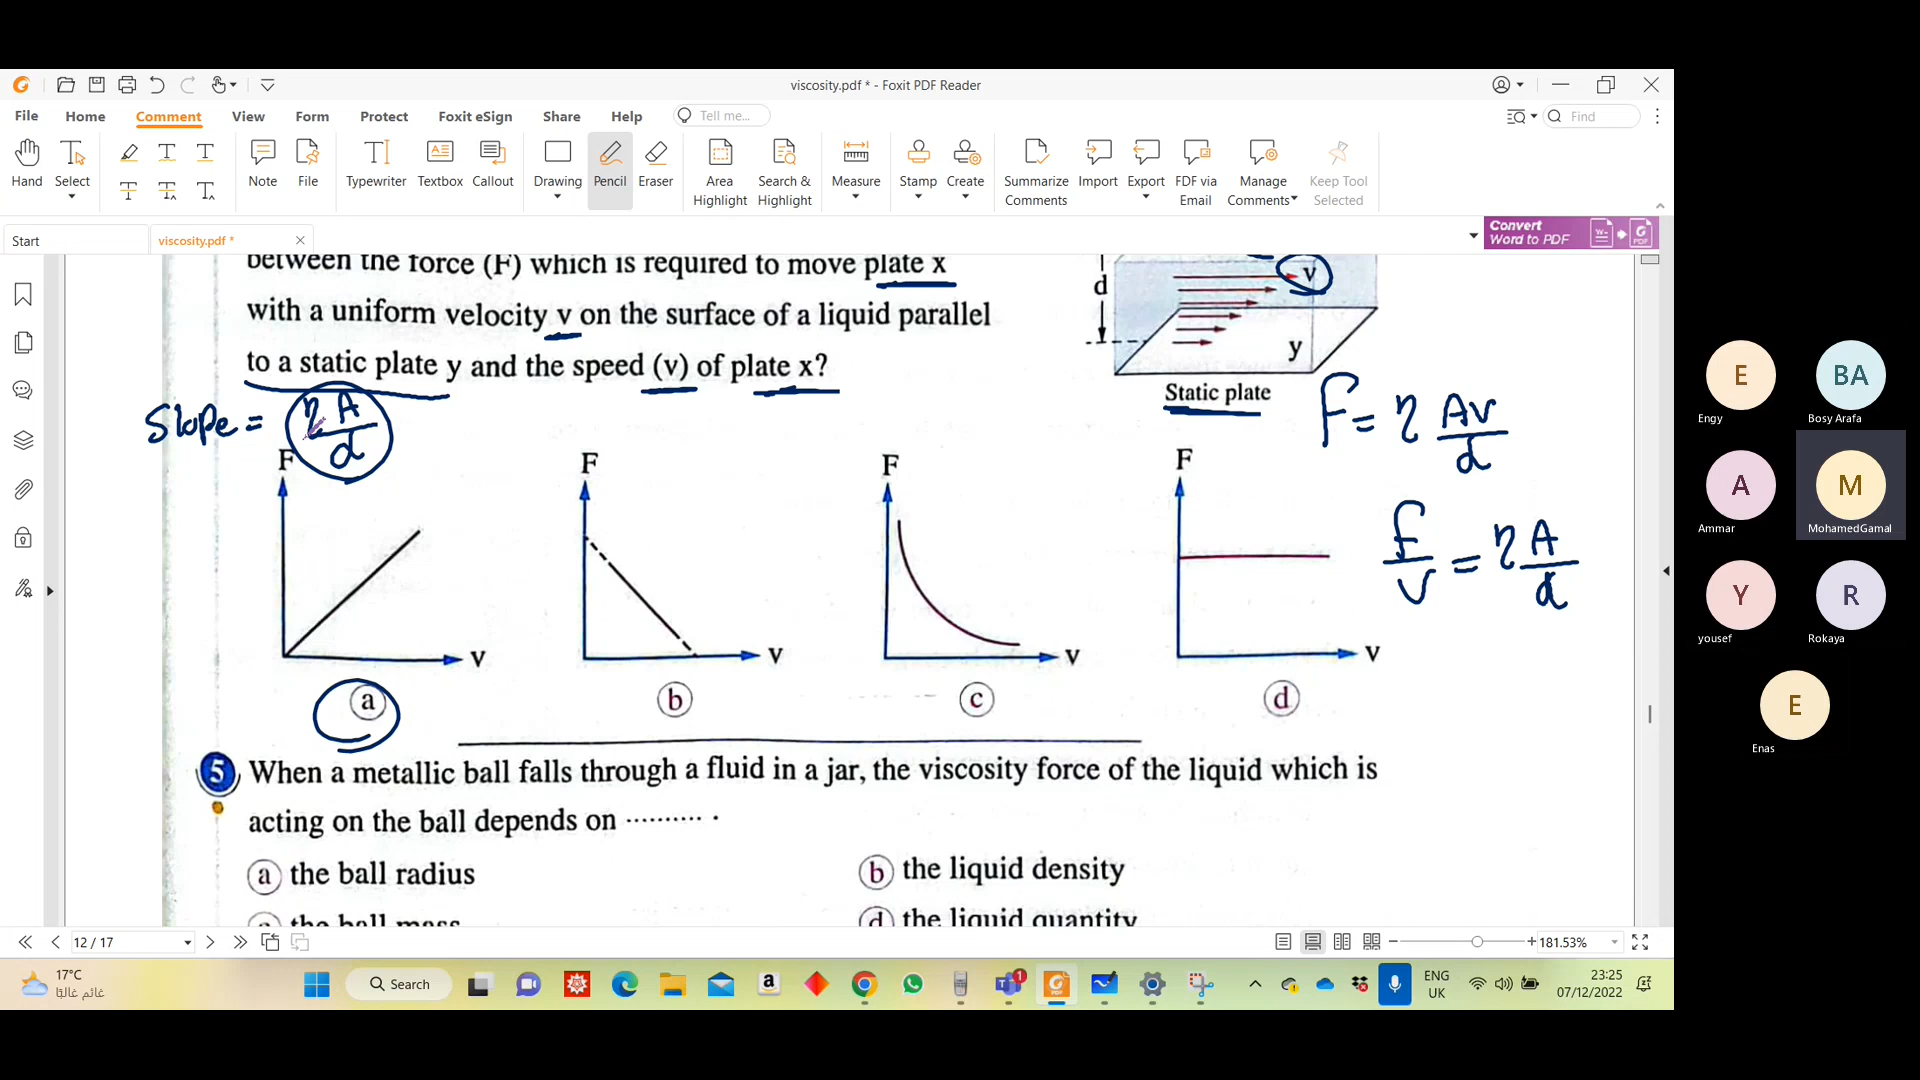 viscosity.pdf * - Foxit PDF Reader
File Home Comment View Form Protect Foxit eSign Share Help Tell me... Find
Hand Select Note File Typewriter Textbox Callout Drawing Pencil Eraser Area Highlight Search & Highlight Measure Stamp Create Summarize Comments Import Export FDF via Email Manage Comments Keep Tool Selected
Start viscosity.pdf * Convert Word to PDF
between the force (F) which is required to move plate x
with a uniform velocity v on the surface of a liquid parallel
to a static plate y and the speed (v) of plate x?
d
v
y
Static plate
Slope = η A / d
F = η Av / d
F / v = η A / d
F F F F
v v v v
a b c d
5 When a metallic ball falls through a fluid in a jar, the viscosity force of the liquid which is
acting on the ball depends on .......... .
a the ball radius b the liquid density
the ball mass d the liquid quantity
12 / 17 181.53%
E BA
Engy Bosy Arafa
A M
Ammar MohamedGamal
Y R
yousef Rokaya
E
Enas
17°C
غائم غالبًا
Search
1
ENG
UK
23:25
07/12/2022